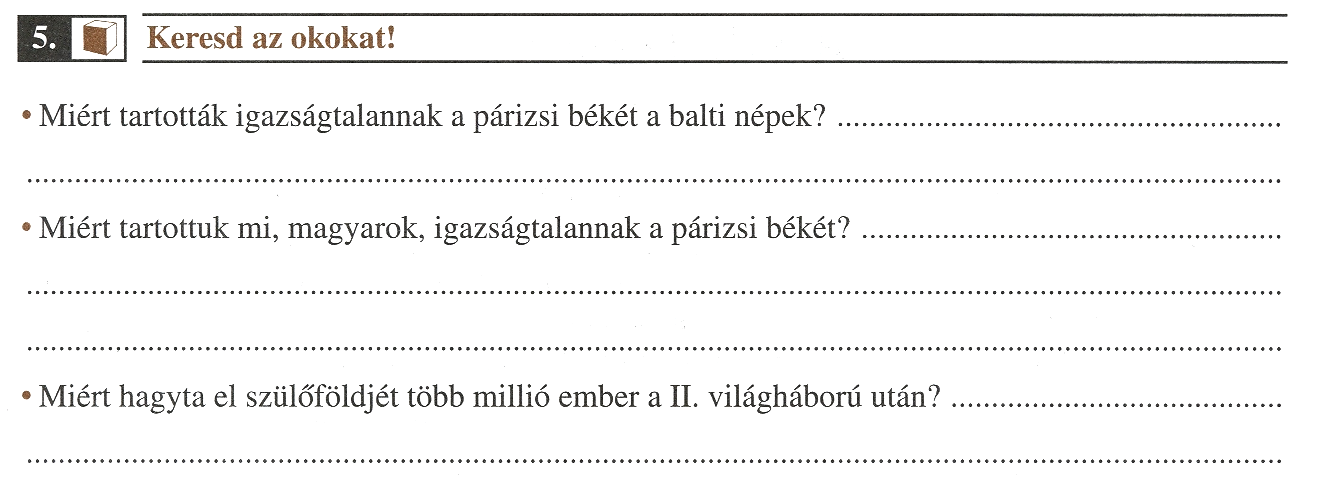 5. Keresd az okokat!
• Miért tartották igazságtalannak a párizsi békét a balti népek? ........................................................
................................................................................................................................................................
• Miért tartottuk mi, magyarok, igazságtalannak a párizsi békét? .....................................................
................................................................................................................................................................
................................................................................................................................................................
• Miért hagyta el szülőföldjét több millió ember a II. világháború után? ..........................................
................................................................................................................................................................